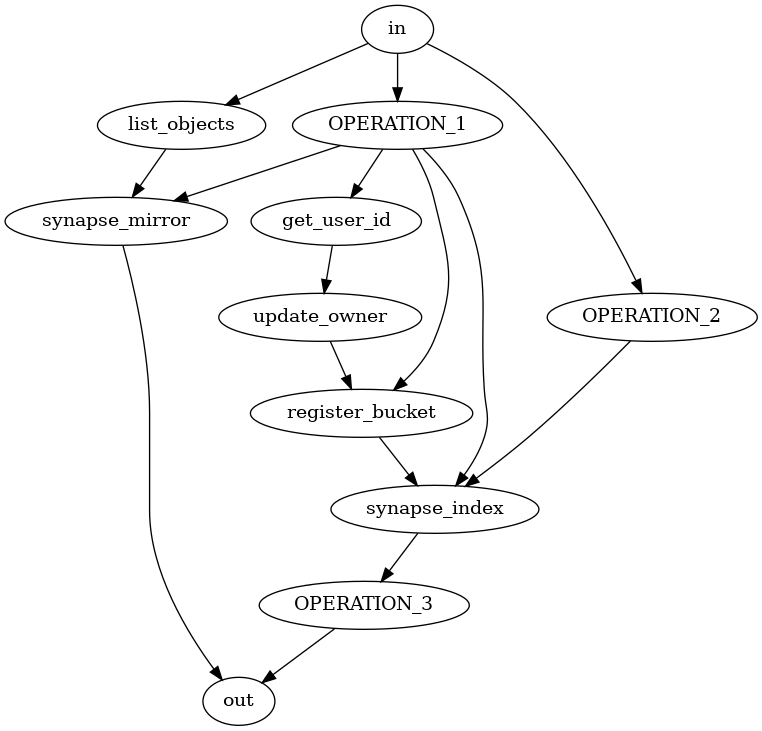 in
list_objects
OPERATION_1
synapse_mirror
get_user_id
update_owner
OPERATION_2
register_bucket
synapse_index
OPERATION_3
out